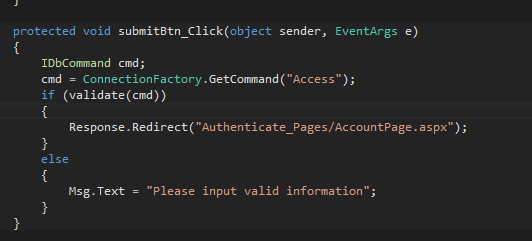 }
protected void submitBtn_Click(object sender, EventArgs e)
{
IDbCommand cmd;
cmd = ConnectionFactory.GetCommand("Access");
if (validate(cmd))
{
Response.Redirect("Authenticate_Pages/AccountPage.aspx");
}
else
{
Msg.Text = "Please input valid information";
}
}